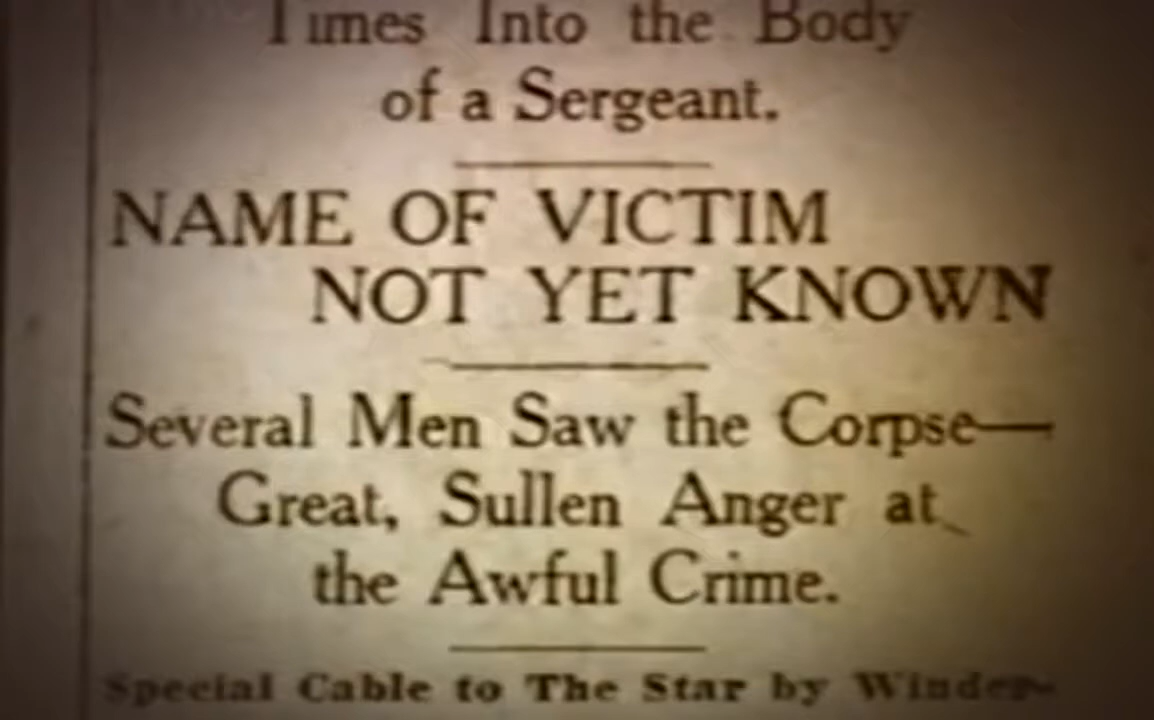 Times Into the Body
of a Sergeant.
NAME OF VICTIM
NOT YET KNOWN
Several Men Saw the Corpse—
Great, Sullen Anger at
the Awful Crime.
Special Cable to The Star by Winder-